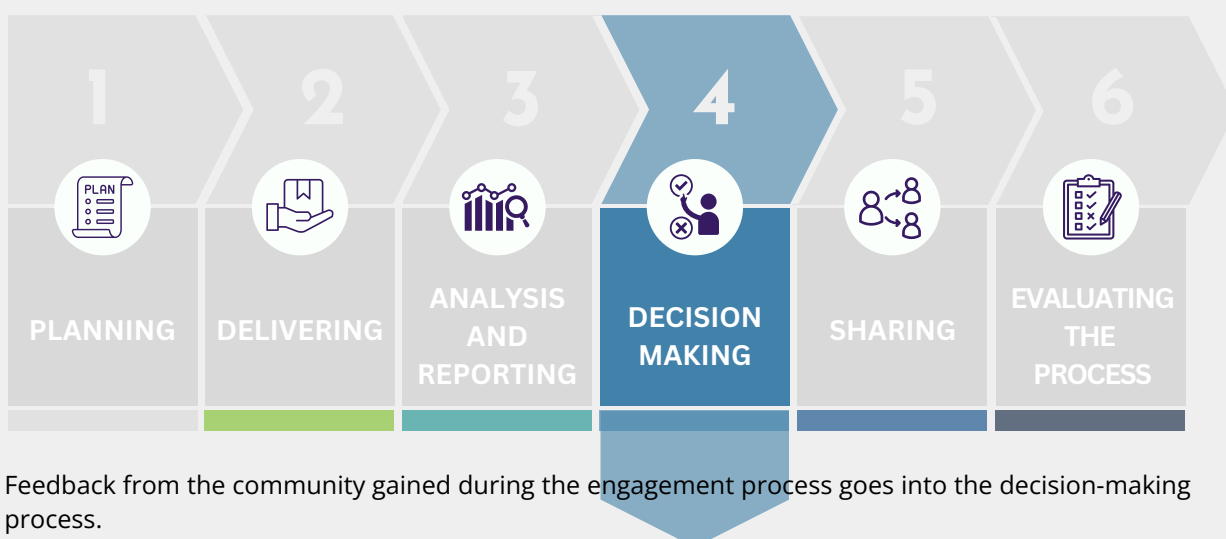 1
2
3
4
5
6
PLAN
PLANNING
DELIVERING
ANALYSIS
AND
REPORTING
DECISION
MAKING
SHARING
EVALUATING
THE
PROCESS
Feedback from the community gained during the engagement process goes into the decision-making
process.